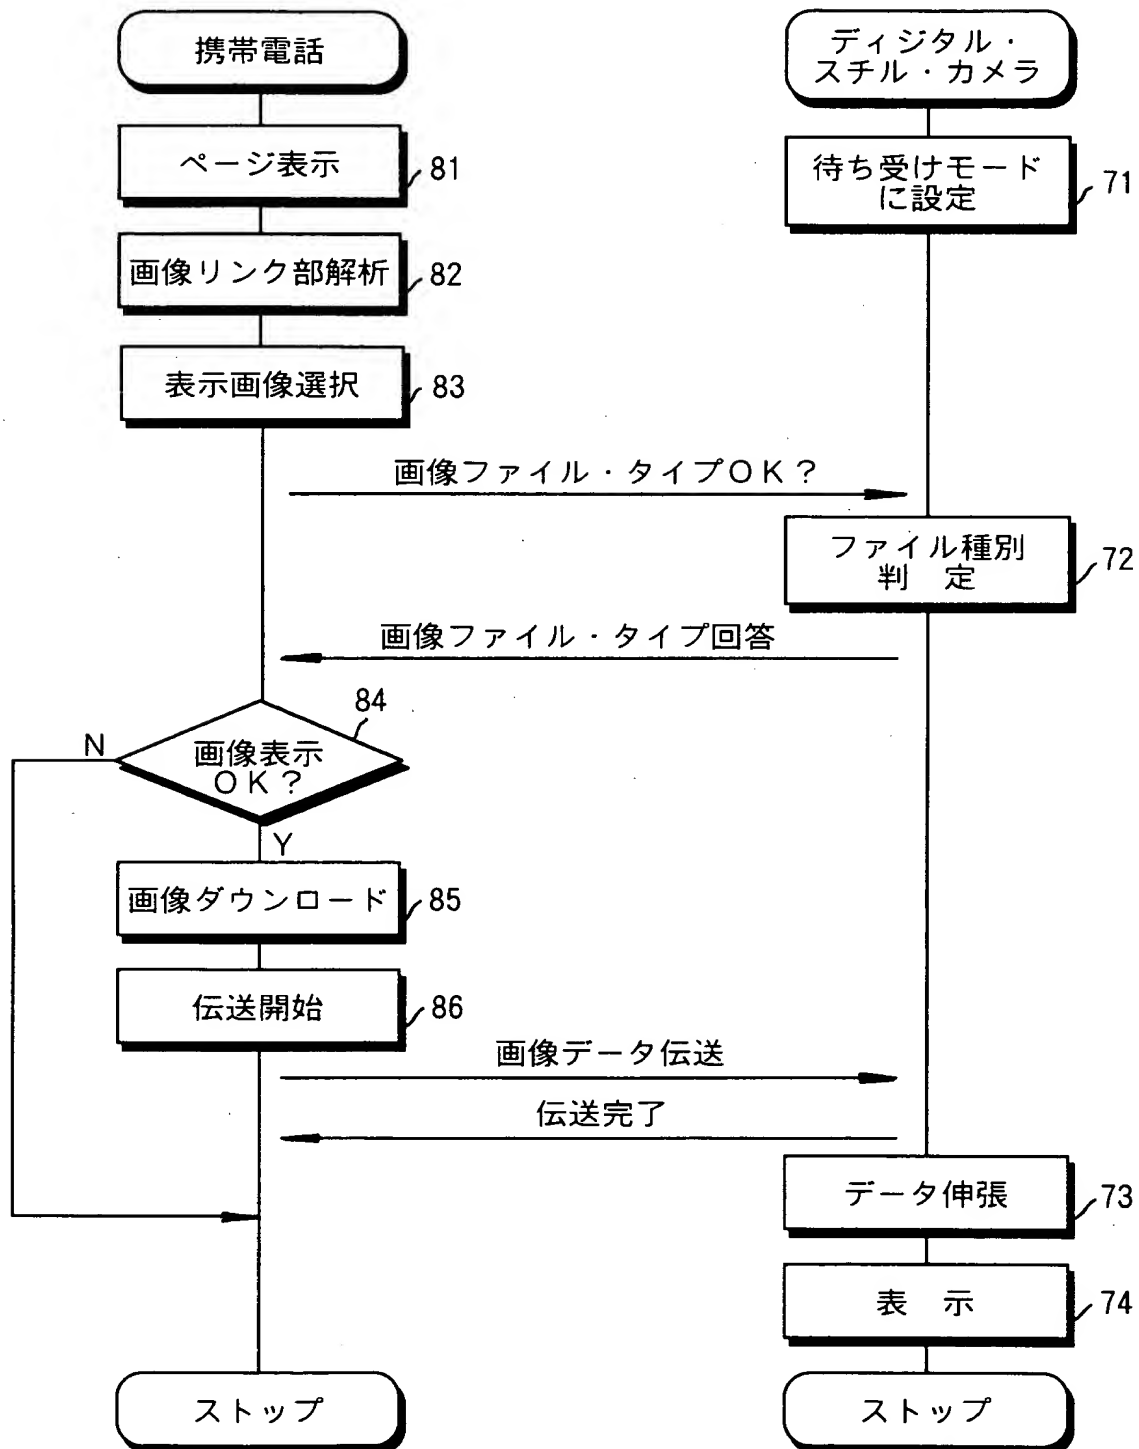 携帯電話
ディジタル・
スチル・カメラ
ページ表示
81
待ち受けモード
に設定
71
画像リンク部解析
82
表示画像選択
83
画像ファイル・タイプOK?
ファイル種別
判 定
72
画像ファイル・タイプ回答
84
N
画像表示
OK?
Y
画像ダウンロード
85
伝送開始
86
画像データ伝送
伝送完了
データ伸張
73
表 示
74
ストップ
ストップ